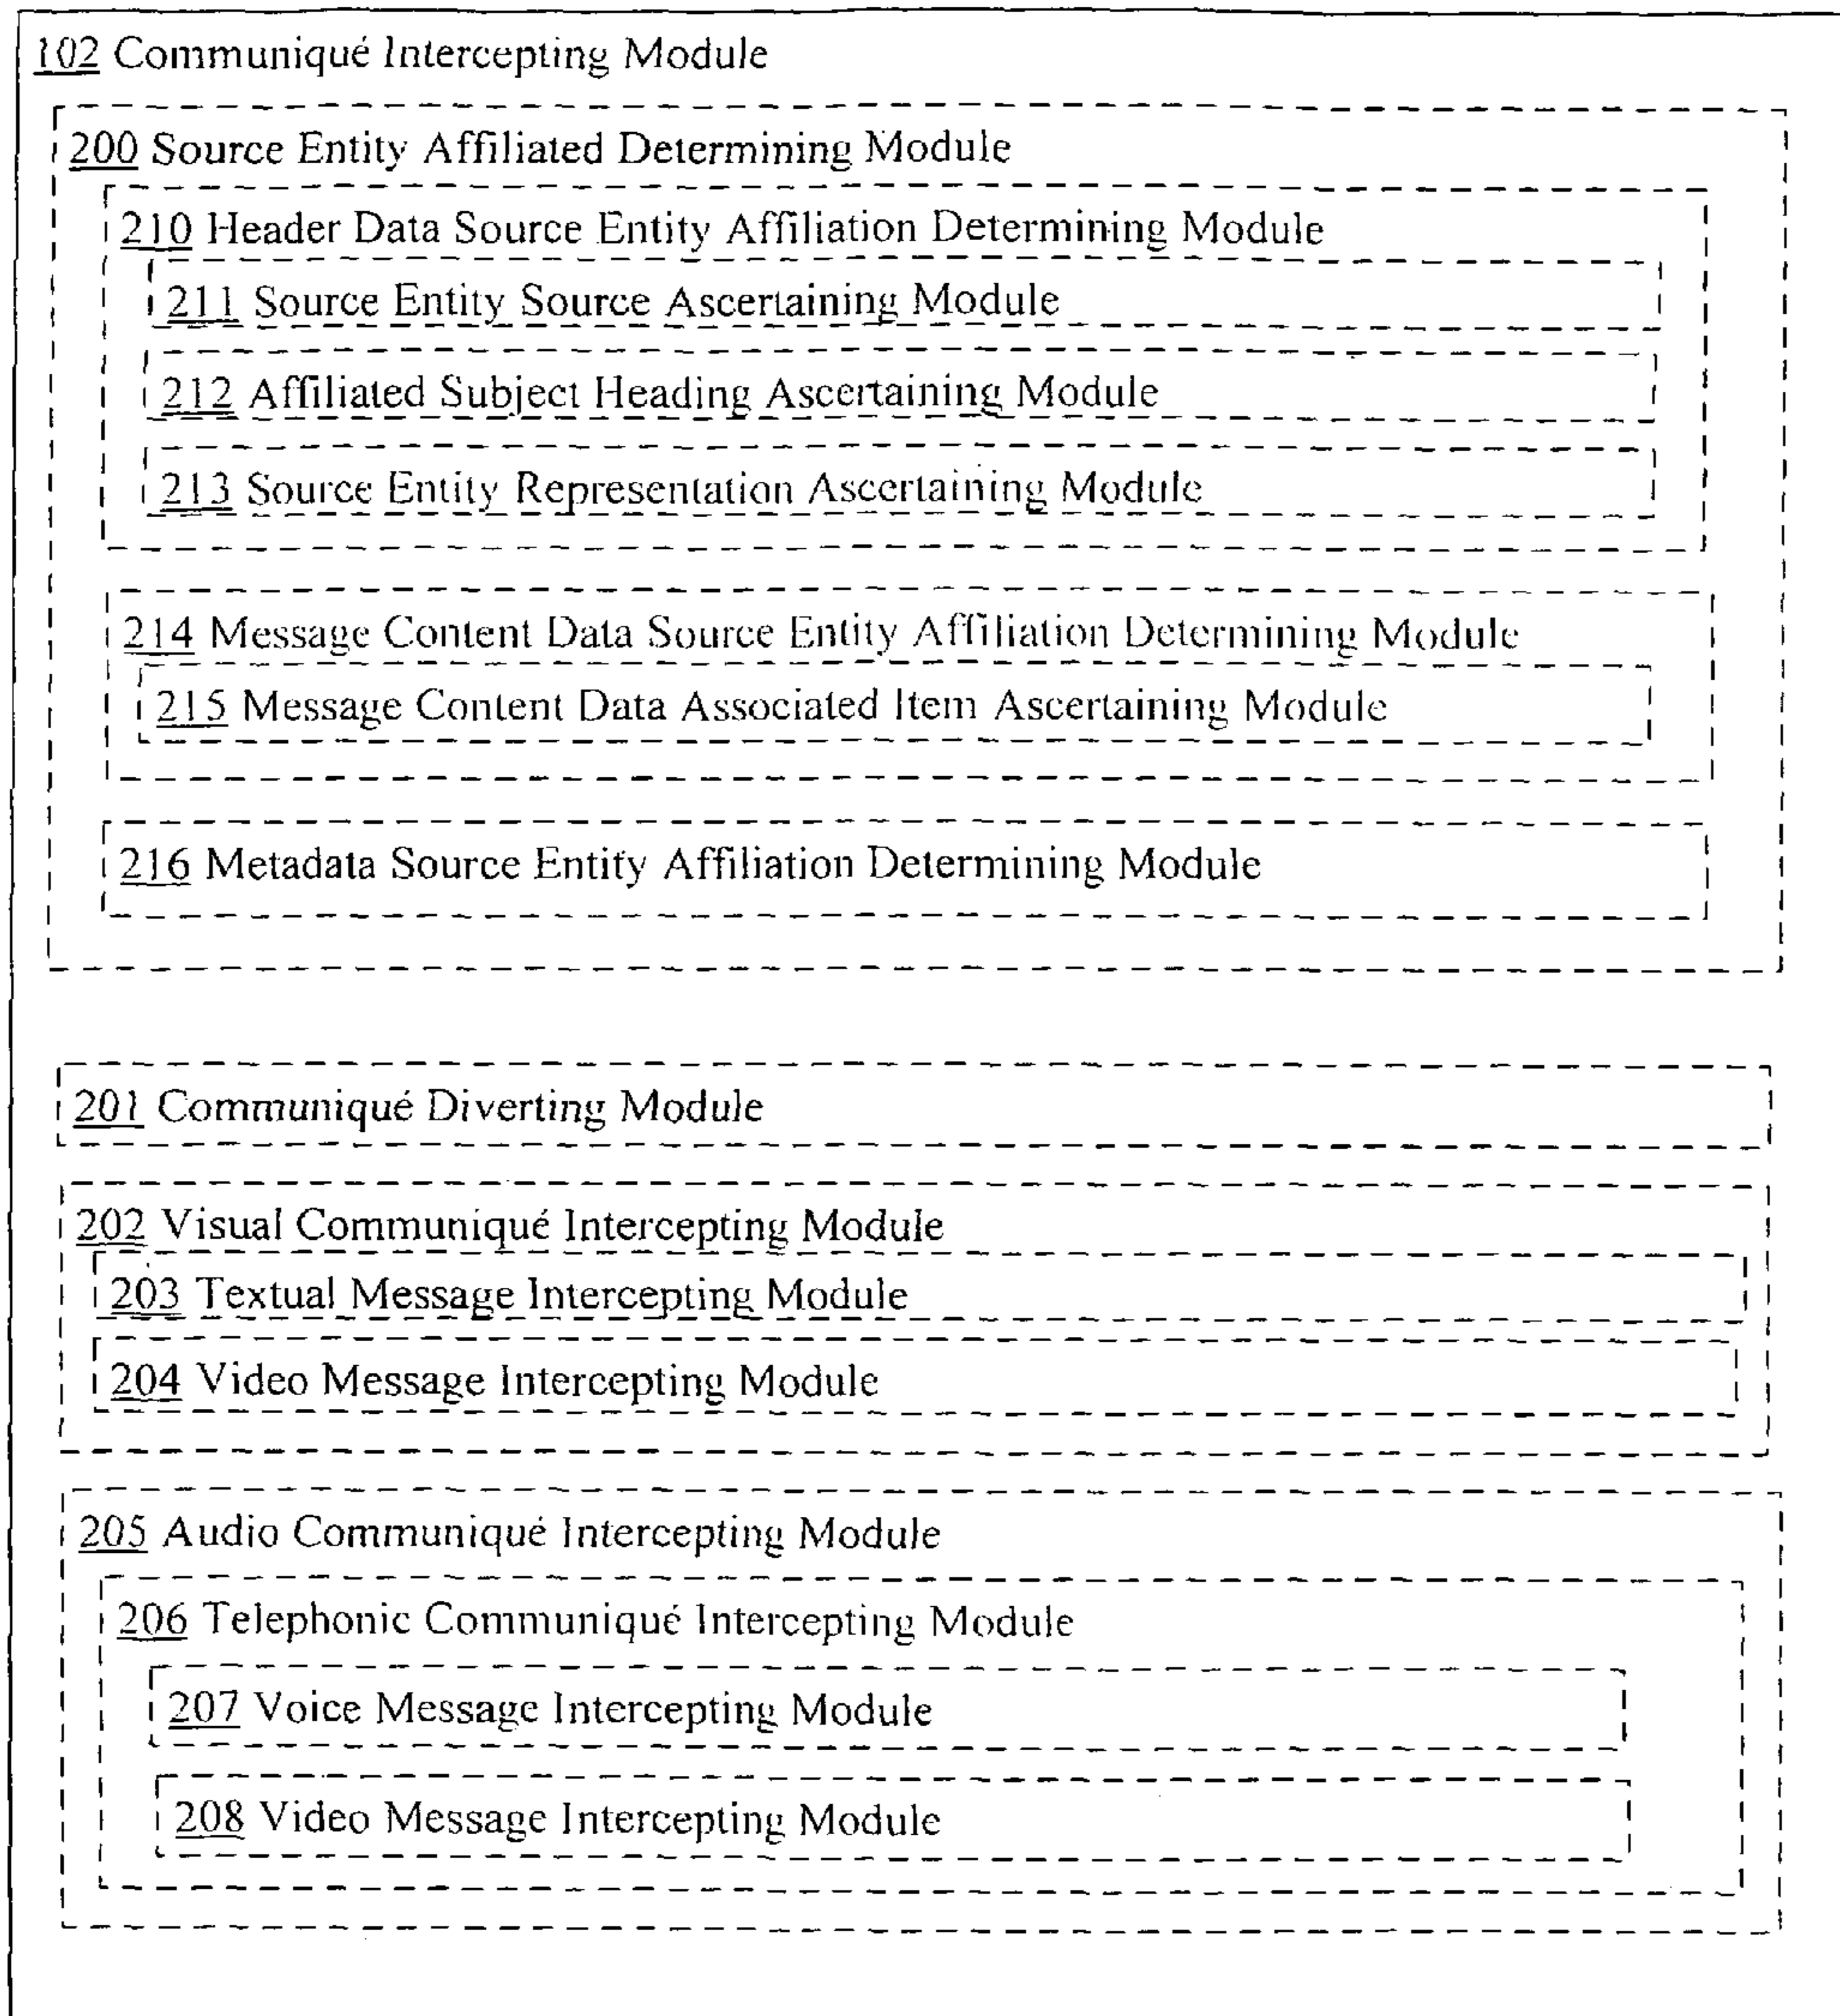 102 Communiqué Intercepting Module
200 Source Entity Affiliated Determining Module
210 Header Data Source Entity Affiliation Determining Module
211 Source Entity Source Ascertaining Module
212 Affiliated Subject Heading Ascertaining Module
213 Source Entity Representation Ascertaining Module
214 Message Content Data Source Entity Affiliation Determining Module
215 Message Content Data Associated Item Ascertaining Module
216 Metadata Source Entity Affiliation Determining Module
201 Communiqué Diverting Module
202 Visual Communiqué Intercepting Module
203 Textual Message Intercepting Module
204 Video Message Intercepting Module
205 Audio Communiqué Intercepting Module
206 Telephonic Communiqué Intercepting Module
207 Voice Message Intercepting Module
208 Video Message Intercepting Module